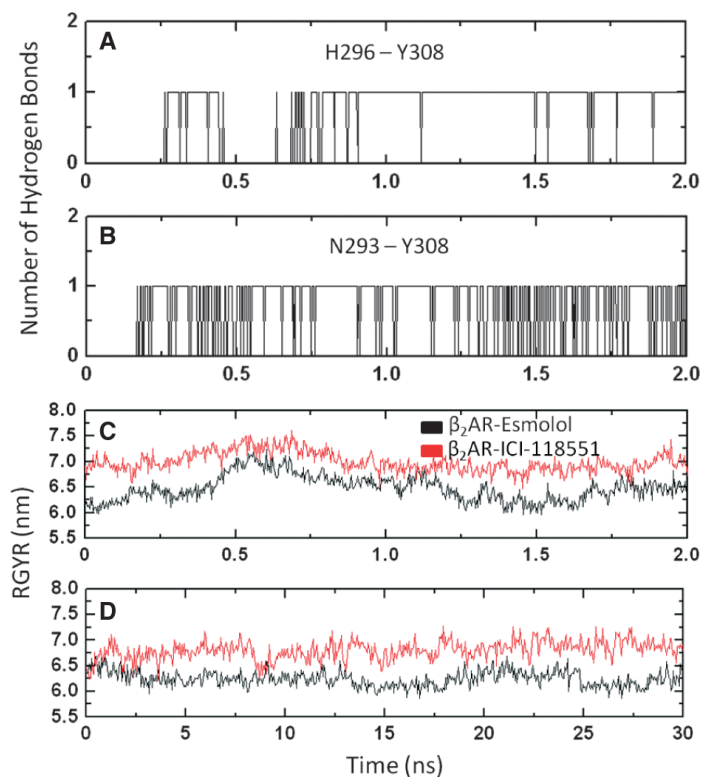 Number of Hydrogen Bonds
A
H296 – Y308
2
1
0
0 0.5 1.0 1.5 2.0
B
N293 – Y308
2
1
0
0 0.5 1.0 1.5 2.0
RGYR (nm)
C
β₂AR-Esmolol
β₂AR-ICI-118551
8.0
7.5
7.0
6.5
6.0
5.5
0 0.5 1.0 1.5 2.0
D
8.0
7.5
7.0
6.5
6.0
5.5
0 5 10 15 20 25 30
Time (ns)